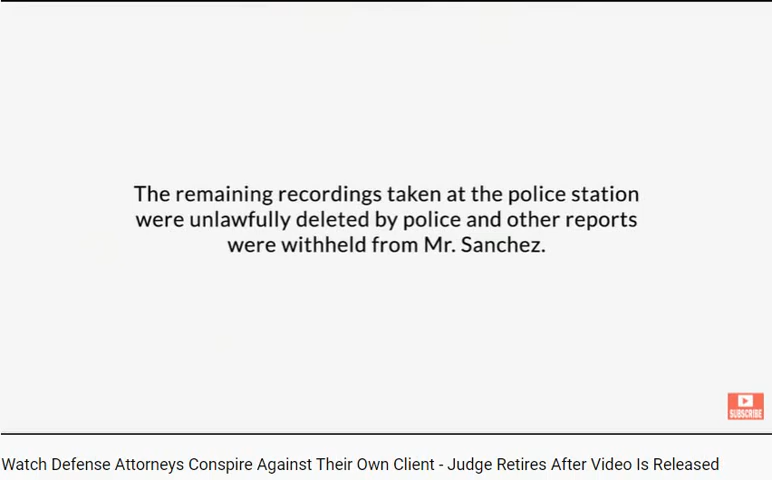 The remaining recordings taken at the police station
were unlawfully deleted by police and other reports
were withheld from Mr. Sanchez.
SUBSCRIBE
Watch Defense Attorneys Conspire Against Their Own Client - Judge Retires After Video Is Released